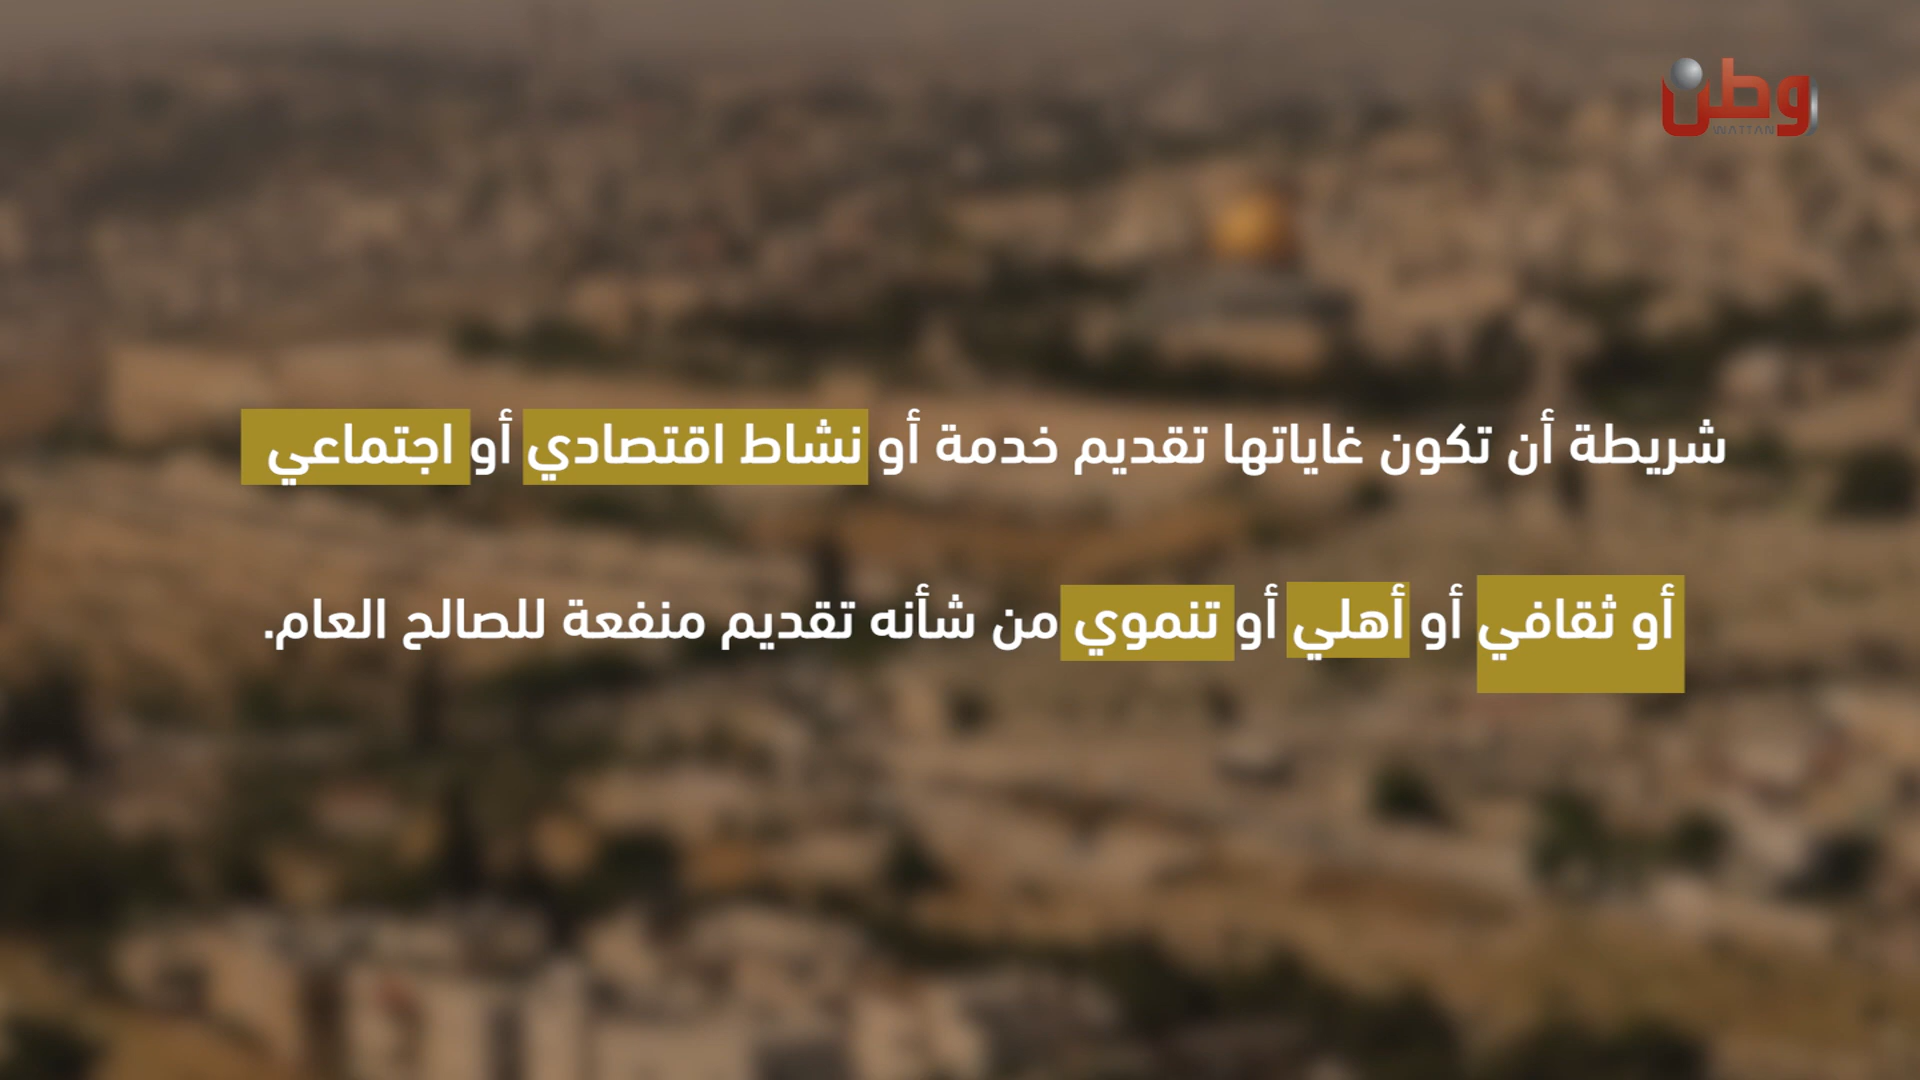 وطن
WATTAN
شريطة أن تكون غاياتها تقديم خدمة أو نشاط اقتصادي أو اجتماعي
أو ثقافي أو أهلي أو تنموي من شأنه تقديم منفعة للصالح العام.